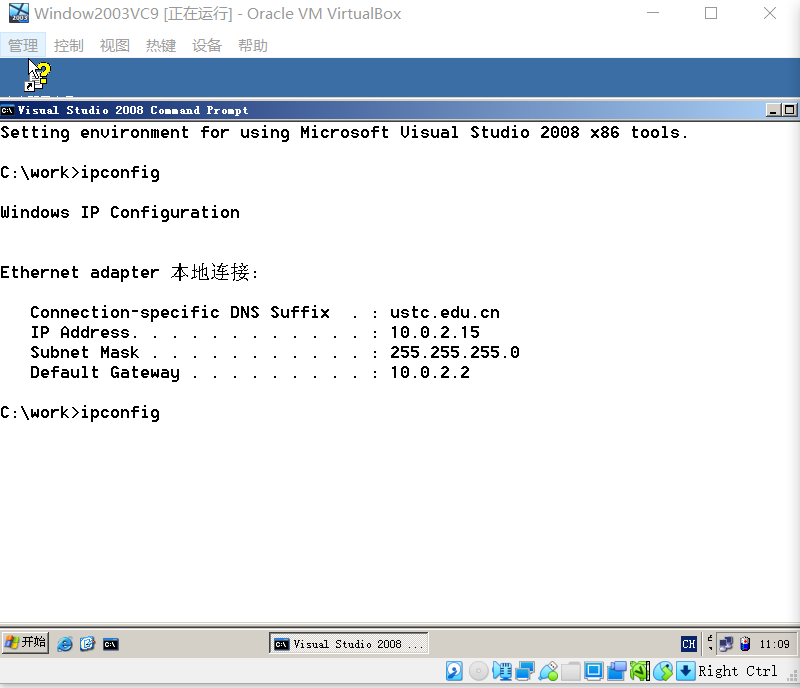 Window2003VC9 [正在运行] - Oracle VM VirtualBox
管理 控制 视图 热键 设备 帮助
Visual Studio 2008 Command Prompt
Setting environment for using Microsoft Visual Studio 2008 x86 tools.
C:\work>ipconfig
Windows IP Configuration
Ethernet adapter 本地连接:
Connection-specific DNS Suffix . : ustc.edu.cn
IP Address. . . . . . . . . . . . : 10.0.2.15
Subnet Mask . . . . . . . . . . . : 255.255.255.0
Default Gateway . . . . . . . . . : 10.0.2.2
C:\work>ipconfig
开始 Visual Studio 2008 ... CH 11:09
Right Ctrl